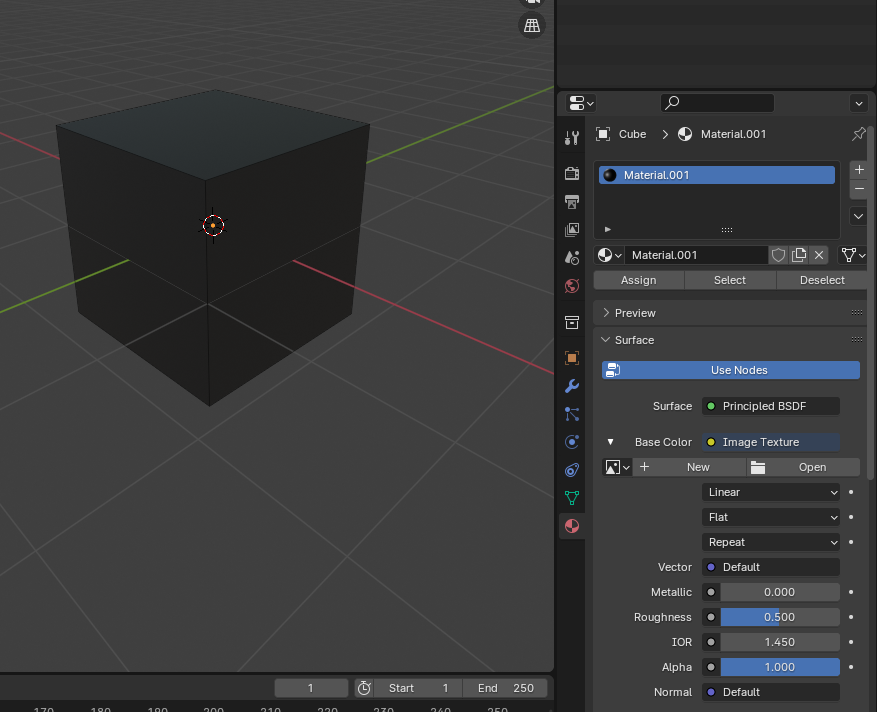 Cube > Material.001
Material.001
Material.001
Assign Select Deselect
Preview
Surface
Use Nodes
Surface Principled BSDF
Base Color Image Texture
+ New Open
Linear
Flat
Repeat
Vector Default
Metallic 0.000
Roughness 0.500
IOR 1.450
Alpha 1.000
Normal Default
1 Start 1 End 250
170 180 190 200 210 220 230 240 250